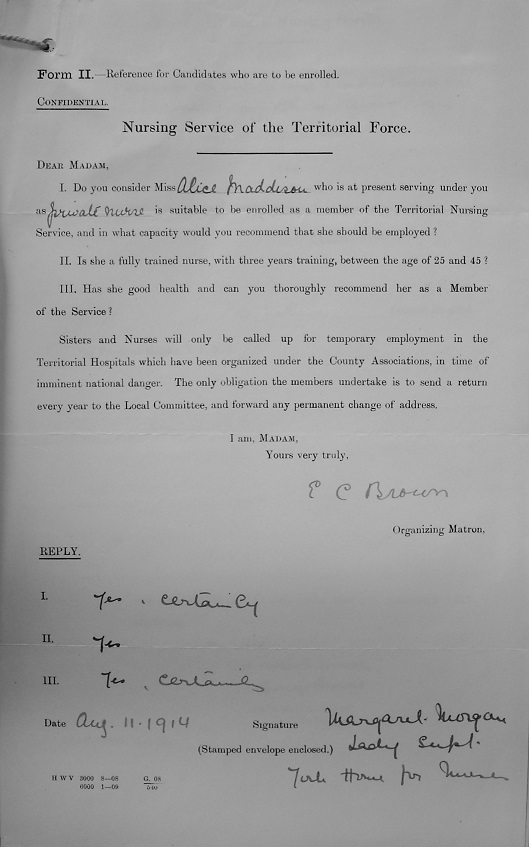 Form II.—Reference for Candidates who are to be enrolled.
CONFIDENTIAL.
Nursing Service of the Territorial Force.
DEAR MADAM,
I. Do you consider Miss Alice Maddison who is at present serving under you
as private nurse is suitable to be enrolled as a member of the Territorial Nursing
Service, and in what capacity would you recommend that she should be employed?
II. Is she a fully trained nurse, with three years training, between the age of 25 and 45?
III. Has she good health and can you thoroughly recommend her as a Member
of the Service?
Sisters and Nurses will only be called up for temporary employment in the
Territorial Hospitals which have been organized under the County Associations, in time of
imminent national danger. The only obligation the members undertake is to send a return
every year to the Local Committee, and forward any permanent change of address.
I am, MADAM,
Yours very truly,
E C Brown
Organizing Matron,
REPLY.
I. Yes, certainly
II. Yes
III. Yes, certainly
Date Aug. 11. 1914 Signature Margaret Morgan
(Stamped envelope enclosed.) Lady Supt.
York Home for Nurses
H W V 3000 8—08 G. 08
6000 1—09